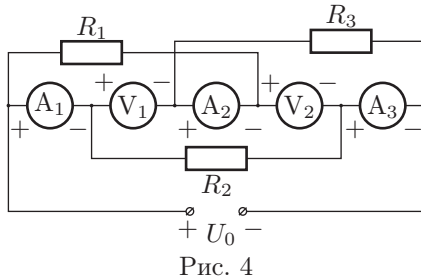 R₁ R₃
+ − + −
A₁ V₁ A₂ V₂ A₃
+ − + − + −
R₂
+ U₀ −
Рис. 4